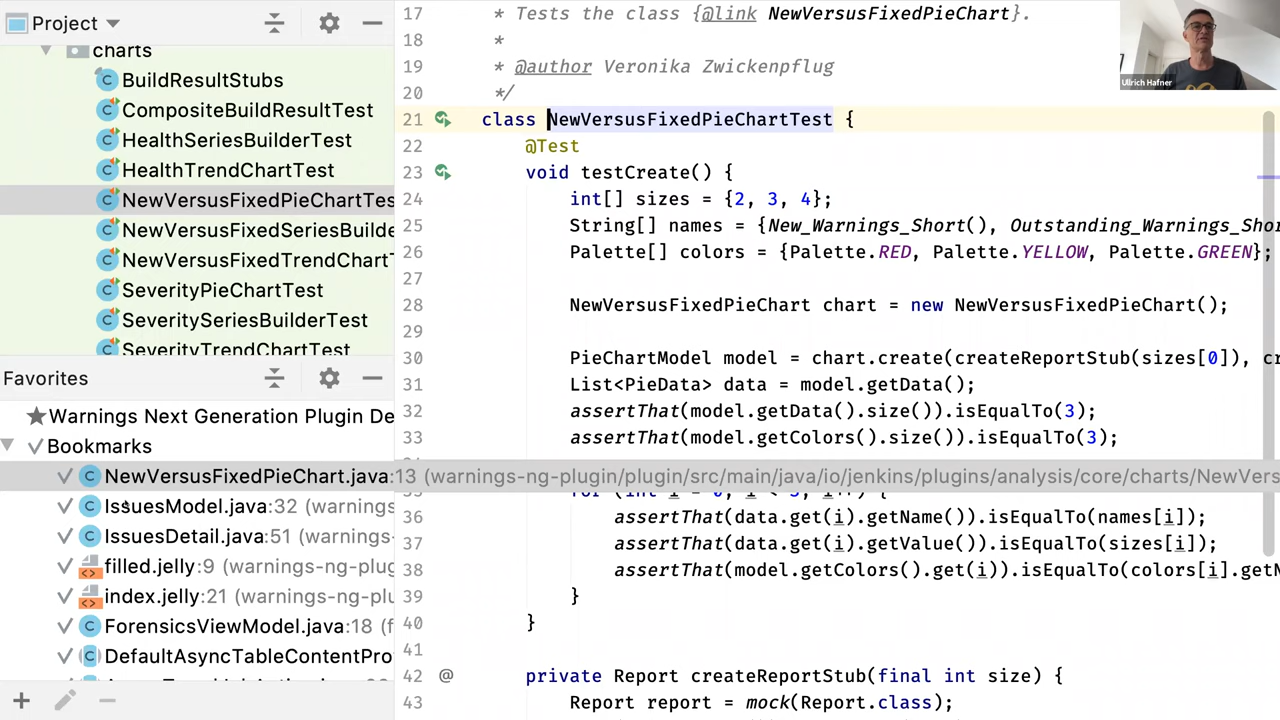 Project
charts
BuildResultStubs
CompositeBuildResultTest
HealthSeriesBuilderTest
HealthTrendChartTest
NewVersusFixedPieChartTes
NewVersusFixedSeriesBuilde
NewVersusFixedTrendChartT
SeverityPieChartTest
SeveritySeriesBuilderTest
SeverityTrendChartTest
Favorites
Warnings Next Generation Plugin De
Bookmarks
NewVersusFixedPieChart.java:13 (warnings-ng-plugin/plugin/src/main/java/io/jenkins/plugins/analysis/core/charts/NewVers
IssuesModel.java:32 (warnings-
IssuesDetail.java:51 (warnings-
filled.jelly:9 (warnings-ng-plug
index.jelly:21 (warnings-ng-plu
ForensicsViewModel.java:18 (f
DefaultAsyncTableContentPro
17 * Tests the class {@link NewVersusFixedPieChart}.
18 *
19 * @author Veronika Zwickenpflug
20 */
21 class NewVersusFixedPieChartTest {
22 @Test
23 void testCreate() {
24 int[] sizes = {2, 3, 4};
25 String[] names = {New_Warnings_Short(), Outstanding_Warnings_Shor
26 Palette[] colors = {Palette.RED, Palette.YELLOW, Palette.GREEN};
27
28 NewVersusFixedPieChart chart = new NewVersusFixedPieChart();
29
30 PieChartModel model = chart.create(createReportStub(sizes[0]), cr
31 List<PieData> data = model.getData();
32 assertThat(model.getData().size()).isEqualTo(3);
33 assertThat(model.getColors().size()).isEqualTo(3);
35 for (int i = 0; i < 3; i++) {
36 assertThat(data.get(i).getName()).isEqualTo(names[i]);
37 assertThat(data.get(i).getValue()).isEqualTo(sizes[i]);
38 assertThat(model.getColors().get(i)).isEqualTo(colors[i].getN
39 }
40 }
41
42 @ private Report createReportStub(final int size) {
43 Report report = mock(Report.class);
Ullrich Hafner